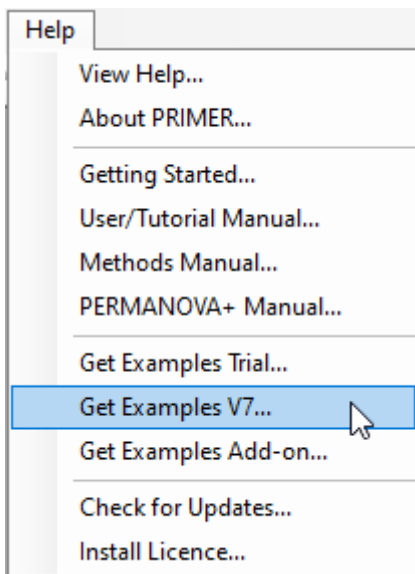 Help
View Help...
About PRIMER...
Getting Started...
User/Tutorial Manual...
Methods Manual...
PERMANOVA+ Manual...
Get Examples Trial...
Get Examples V7...
Get Examples Add-on...
Check for Updates...
Install Licence...